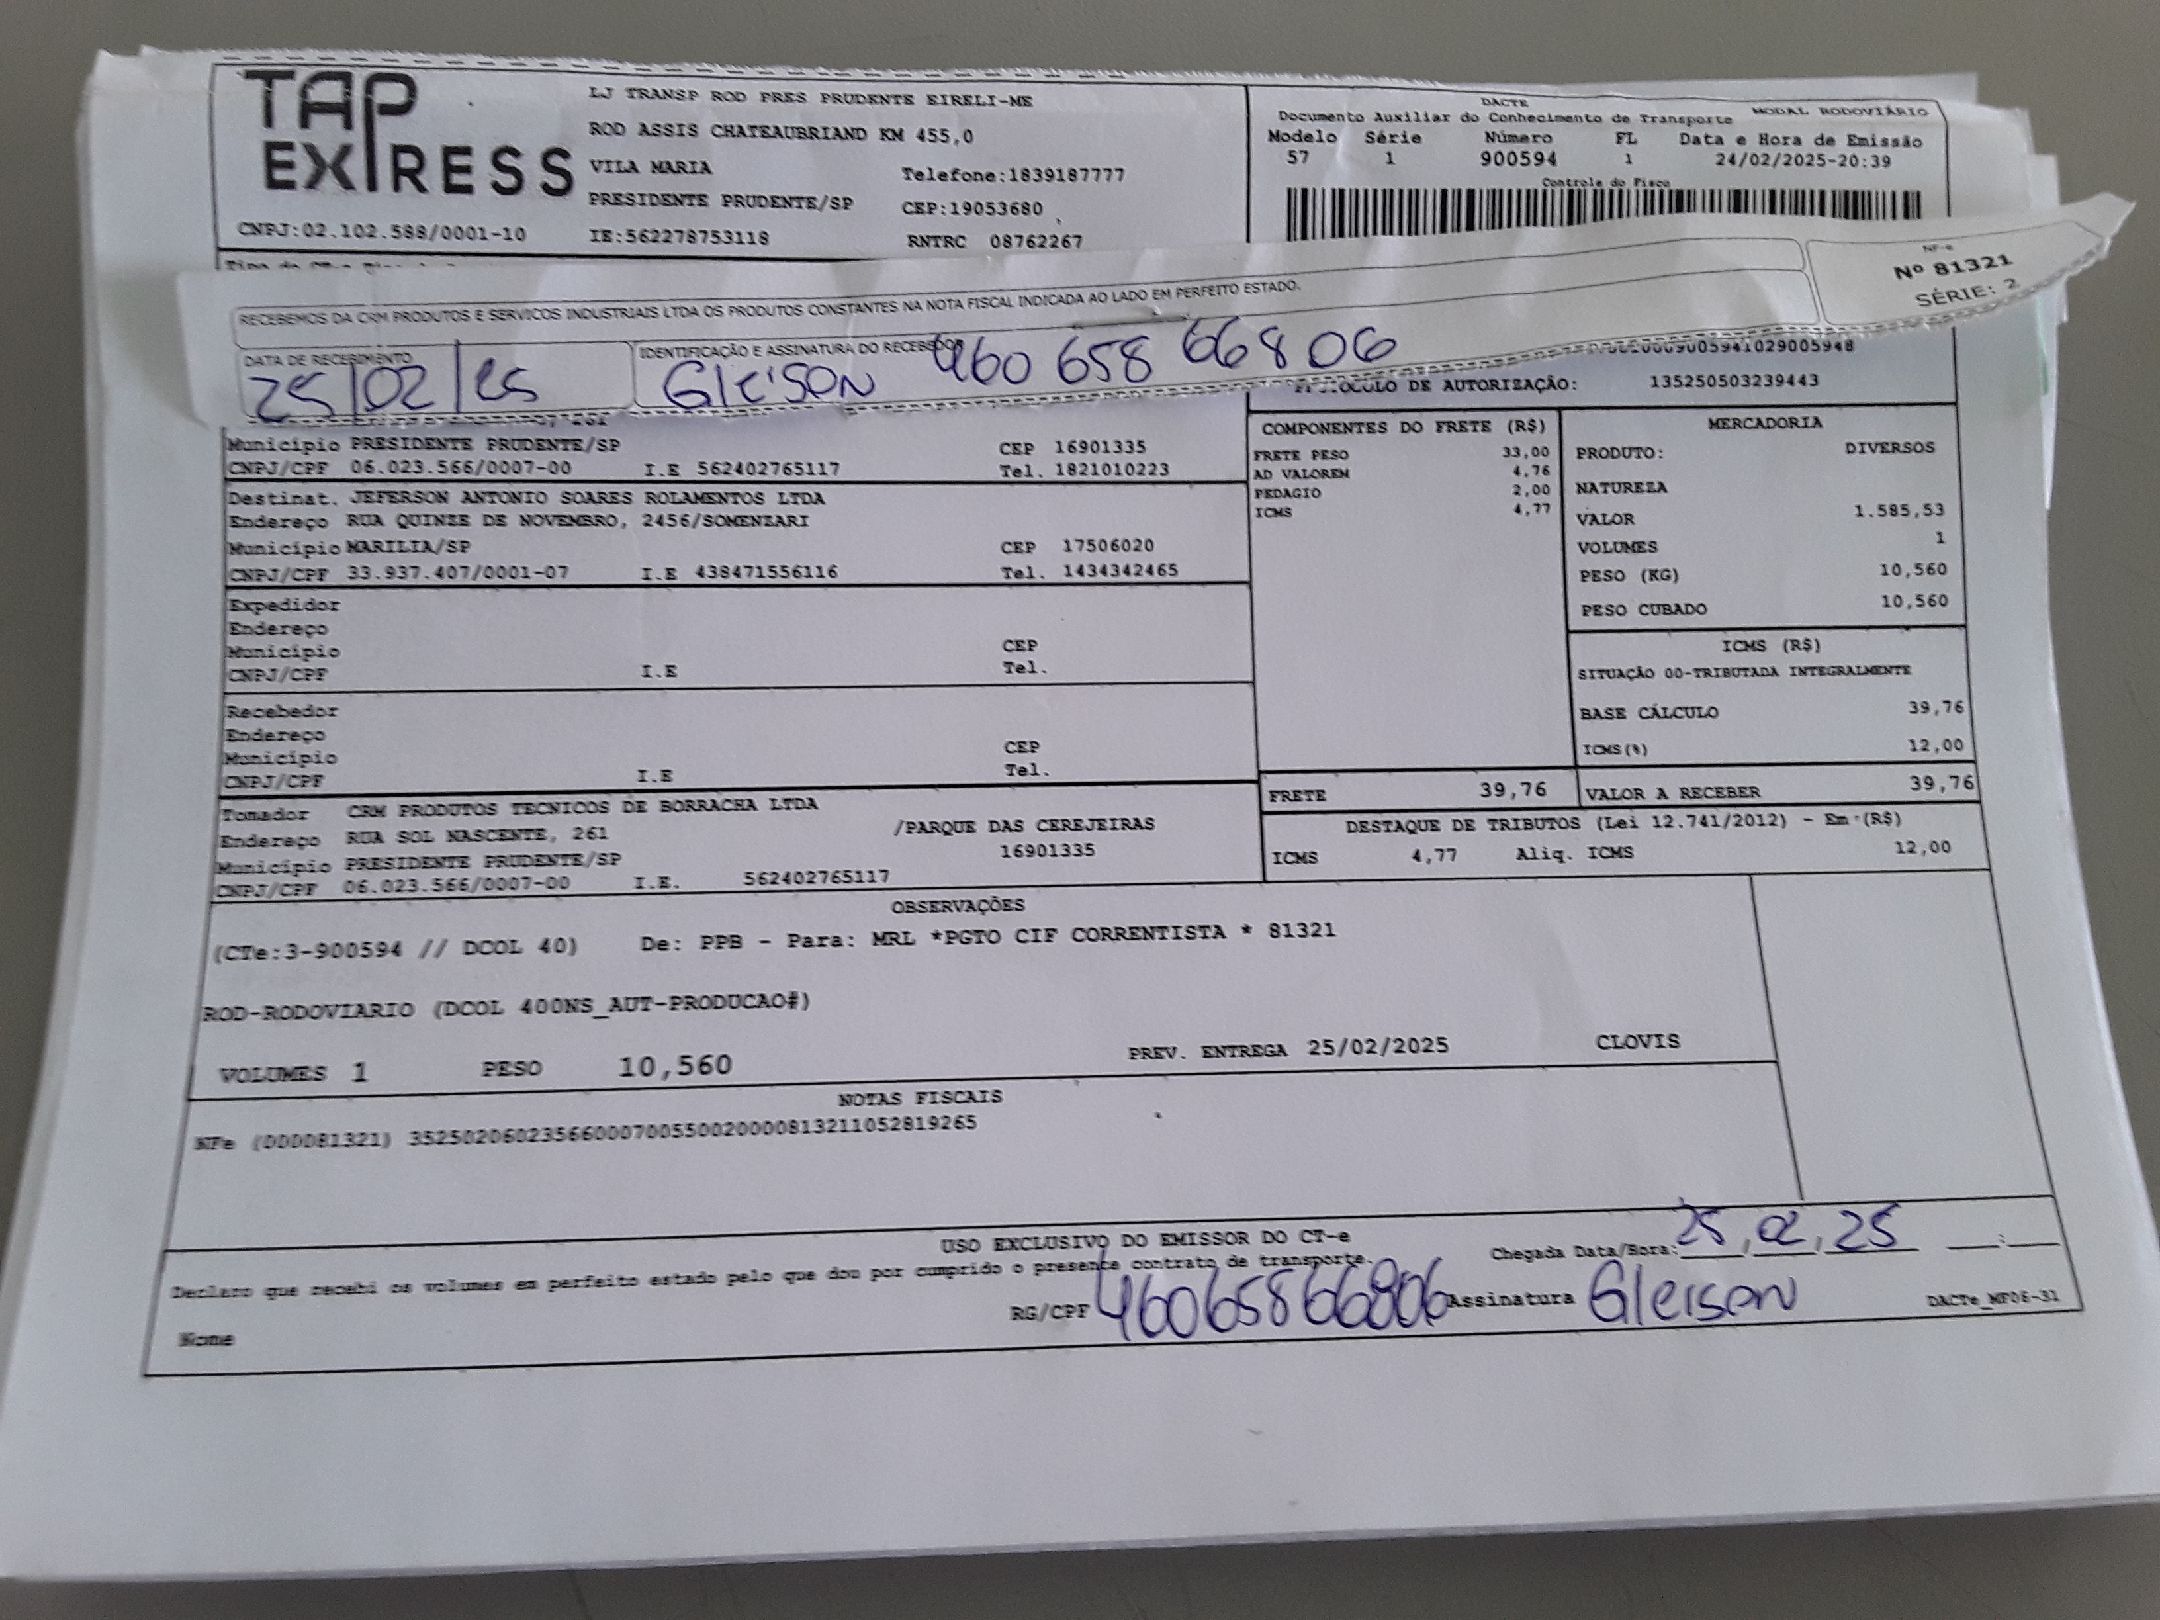 TAP EXPRESS
LJ TRANSP ROD PRES PRUDENTE EIRELI-ME
ROD ASSIS CHATEAUBRIAND KM 455,0
VILA MARIA Telefone:1839187777
PRESIDENTE PRUDENTE/SP CEP:19053680
CNPJ:02.102.588/0001-10 IE:562278753118 RNTRC 08762267
DACTE MODAL RODOVIÁRIO
Documento Auxiliar do Conhecimento de Transporte
Modelo Série Número FL Data e Hora de Emissão
57 1 900594 1 24/02/2025-20:39
Controle do Fisco
NF-e
Nº 81321
SÉRIE: 2
RECEBEMOS DA CRM PRODUTOS E SERVICOS INDUSTRIAIS LTDA OS PRODUTOS CONSTANTES NA NOTA FISCAL INDICADA AO LADO EM PERFEITO ESTADO.
DATA DE RECEBIMENTO IDENTIFICAÇÃO E ASSINATURA DO RECEBEDOR
25/02/25 Gleison 460 658 668 06
PROTOCOLO DE AUTORIZAÇÃO: 135250503239443
Município PRESIDENTE PRUDENTE/SP CEP 16901335
CNPJ/CPF 06.023.566/0007-00 I.E 562402765117 Tel. 1821010223
Destinat. JEFERSON ANTONIO SOARES ROLAMENTOS LTDA
Endereço RUA QUINZE DE NOVEMBRO, 2456/SOMENZARI
Município MARILIA/SP CEP 17506020
CNPJ/CPF 33.937.407/0001-07 I.E 438471556116 Tel. 1434342465
Expedidor
Endereço
Município CEP
CNPJ/CPF I.E Tel.
Recebedor
Endereço
Município CEP
CNPJ/CPF I.E Tel.
Tomador CRM PRODUTOS TECNICOS DE BORRACHA LTDA
Endereço RUA SOL NASCENTE, 261 /PARQUE DAS CEREJEIRAS
Município PRESIDENTE PRUDENTE/SP 16901335
CNPJ/CPF 06.023.566/0007-00 I.E. 562402765117
COMPONENTES DO FRETE (R$)
FRETE PESO 33,00
AD VALOREM 4,76
PEDAGIO 2,00
ICMS 4,77
MERCADORIA
PRODUTO: DIVERSOS
NATUREZA
VALOR 1.585,53
VOLUMES 1
PESO (KG) 10,560
PESO CUBADO 10,560
ICMS (R$)
SITUAÇÃO 00-TRIBUTADA INTEGRALMENTE
BASE CÁLCULO 39,76
ICMS(%) 12,00
FRETE 39,76 VALOR A RECEBER 39,76
DESTAQUE DE TRIBUTOS (Lei 12.741/2012) - Em (R$)
ICMS 4,77 Aliq. ICMS 12,00
OBSERVAÇÕES
(CTe:3-900594 // DCOL 40) De: PPB - Para: MRL *PGTO CIF CORRENTISTA * 81321
ROD-RODOVIARIO (DCOL 400NS_AUT-PRODUCAO#)
VOLUMES 1 PESO 10,560 PREV. ENTREGA 25/02/2025 CLOVIS
NOTAS FISCAIS
NFe (000081321) 35250206023566000700550020000813211052819265
USO EXCLUSIVO DO EMISSOR DO CT-e
Chegada Data/Hora: 25,02,25 ___:___
Declaro que recebi os volumes em perfeito estado pelo que dou por cumprido o presente contrato de transporte.
RG/CPF 46065866806 Assinatura Gleison DACTe_MF06-31
Nome